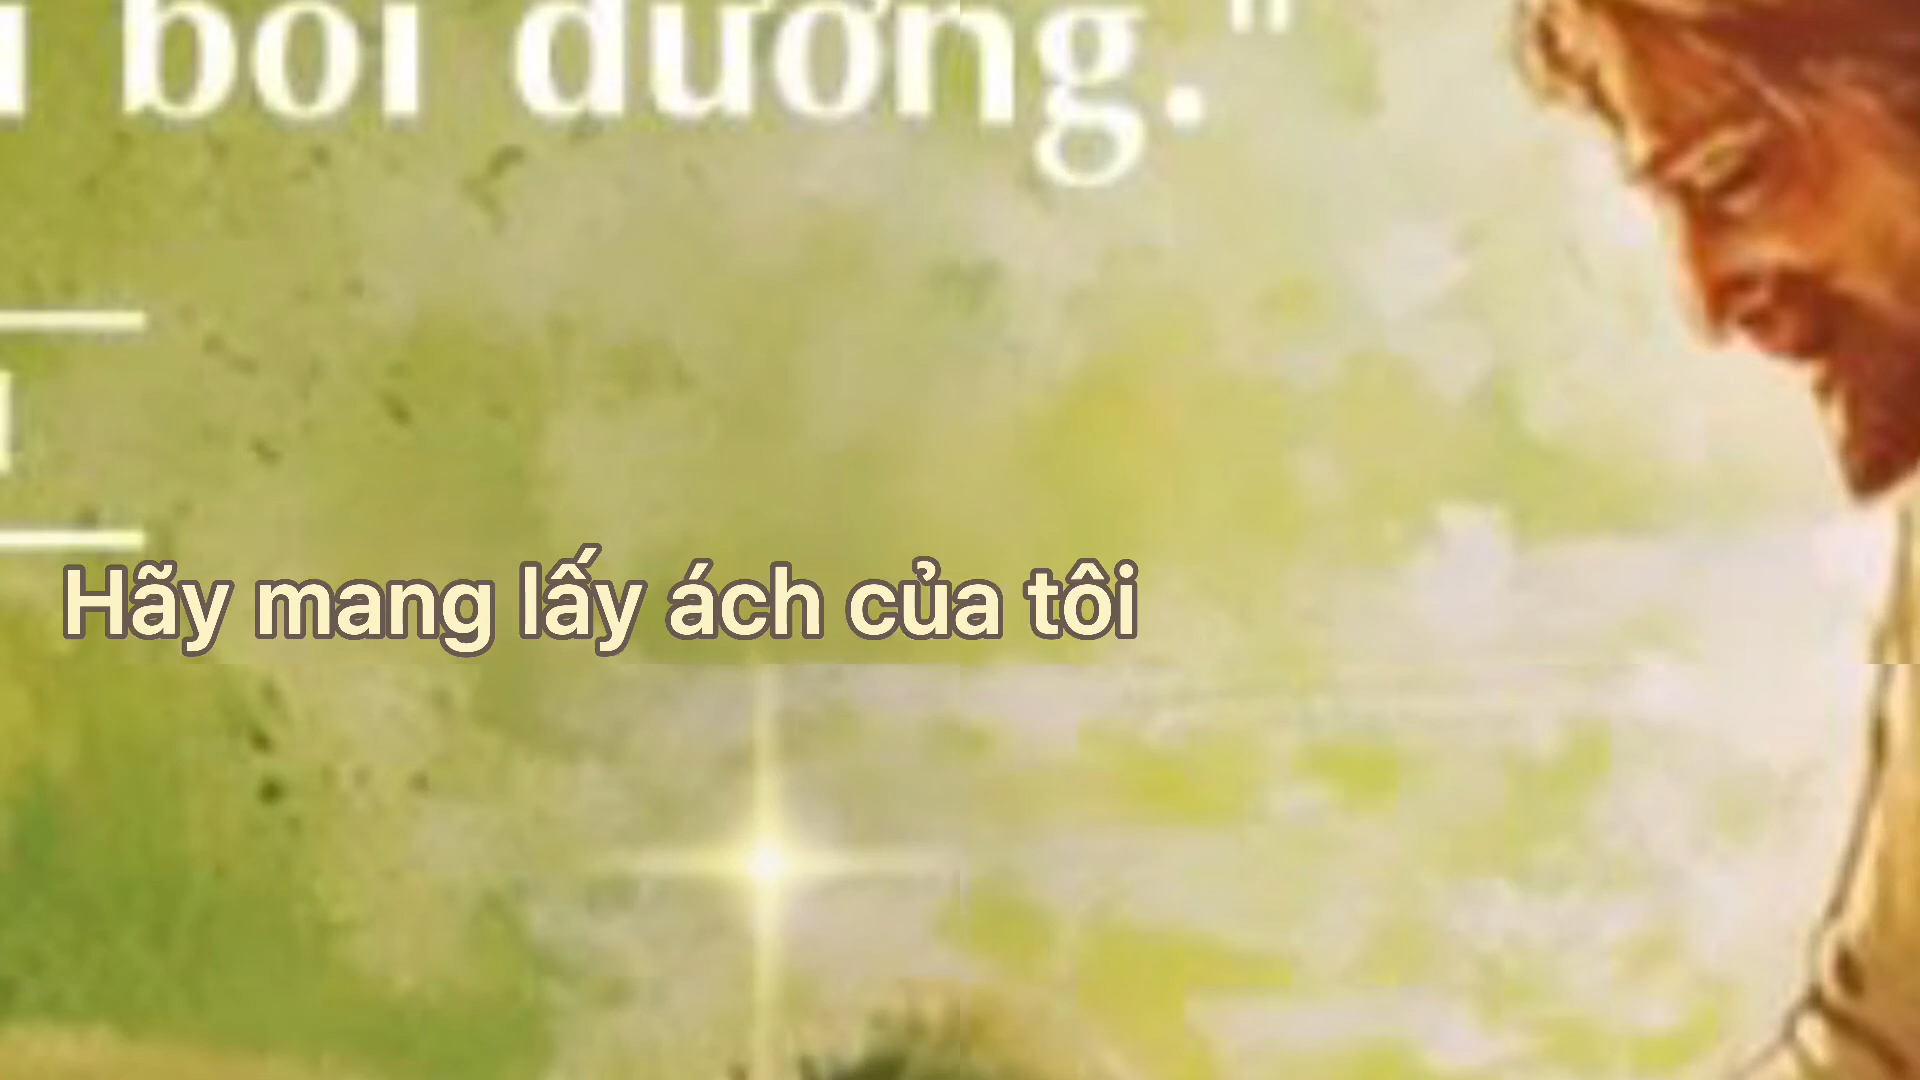 bồi dưỡng."
Hãy mang lấy ách của tôi